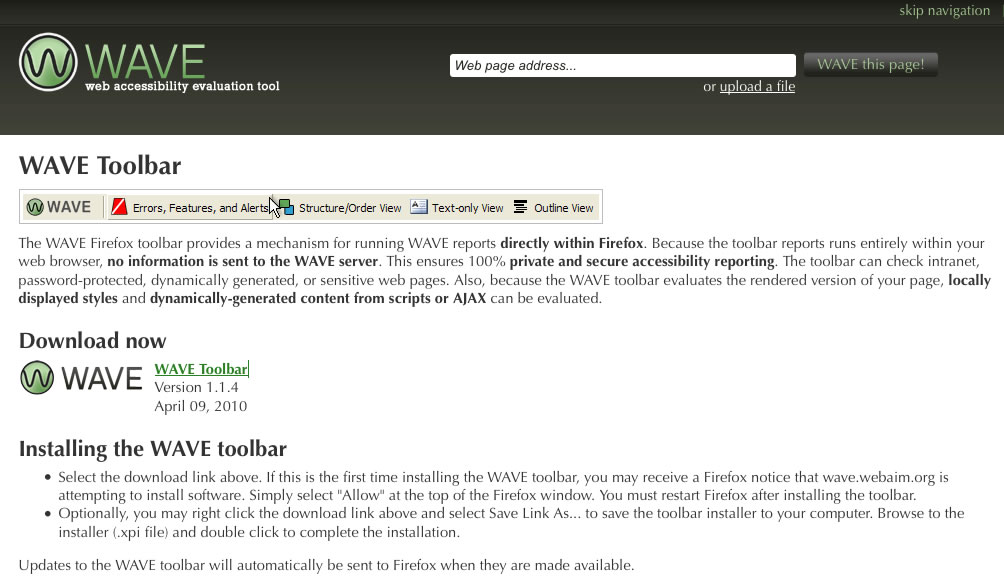 skip navigation
WAVE
web accessibility evaluation tool
Web page address...
WAVE this page!
or upload a file
WAVE Toolbar
WAVE Errors, Features, and Alerts Structure/Order View Text-only View Outline View
The WAVE Firefox toolbar provides a mechanism for running WAVE reports directly within Firefox. Because the toolbar reports runs entirely within your
web browser, no information is sent to the WAVE server. This ensures 100% private and secure accessibility reporting. The toolbar can check intranet,
password-protected, dynamically generated, or sensitive web pages. Also, because the WAVE toolbar evaluates the rendered version of your page, locally
displayed styles and dynamically-generated content from scripts or AJAX can be evaluated.
Download now
WAVE
WAVE Toolbar
Version 1.1.4
April 09, 2010
Installing the WAVE toolbar
• Select the download link above. If this is the first time installing the WAVE toolbar, you may receive a Firefox notice that wave.webaim.org is
attempting to install software. Simply select "Allow" at the top of the Firefox window. You must restart Firefox after installing the toolbar.
• Optionally, you may right click the download link above and select Save Link As... to save the toolbar installer to your computer. Browse to the
installer (.xpi file) and double click to complete the installation.
Updates to the WAVE toolbar will automatically be sent to Firefox when they are made available.